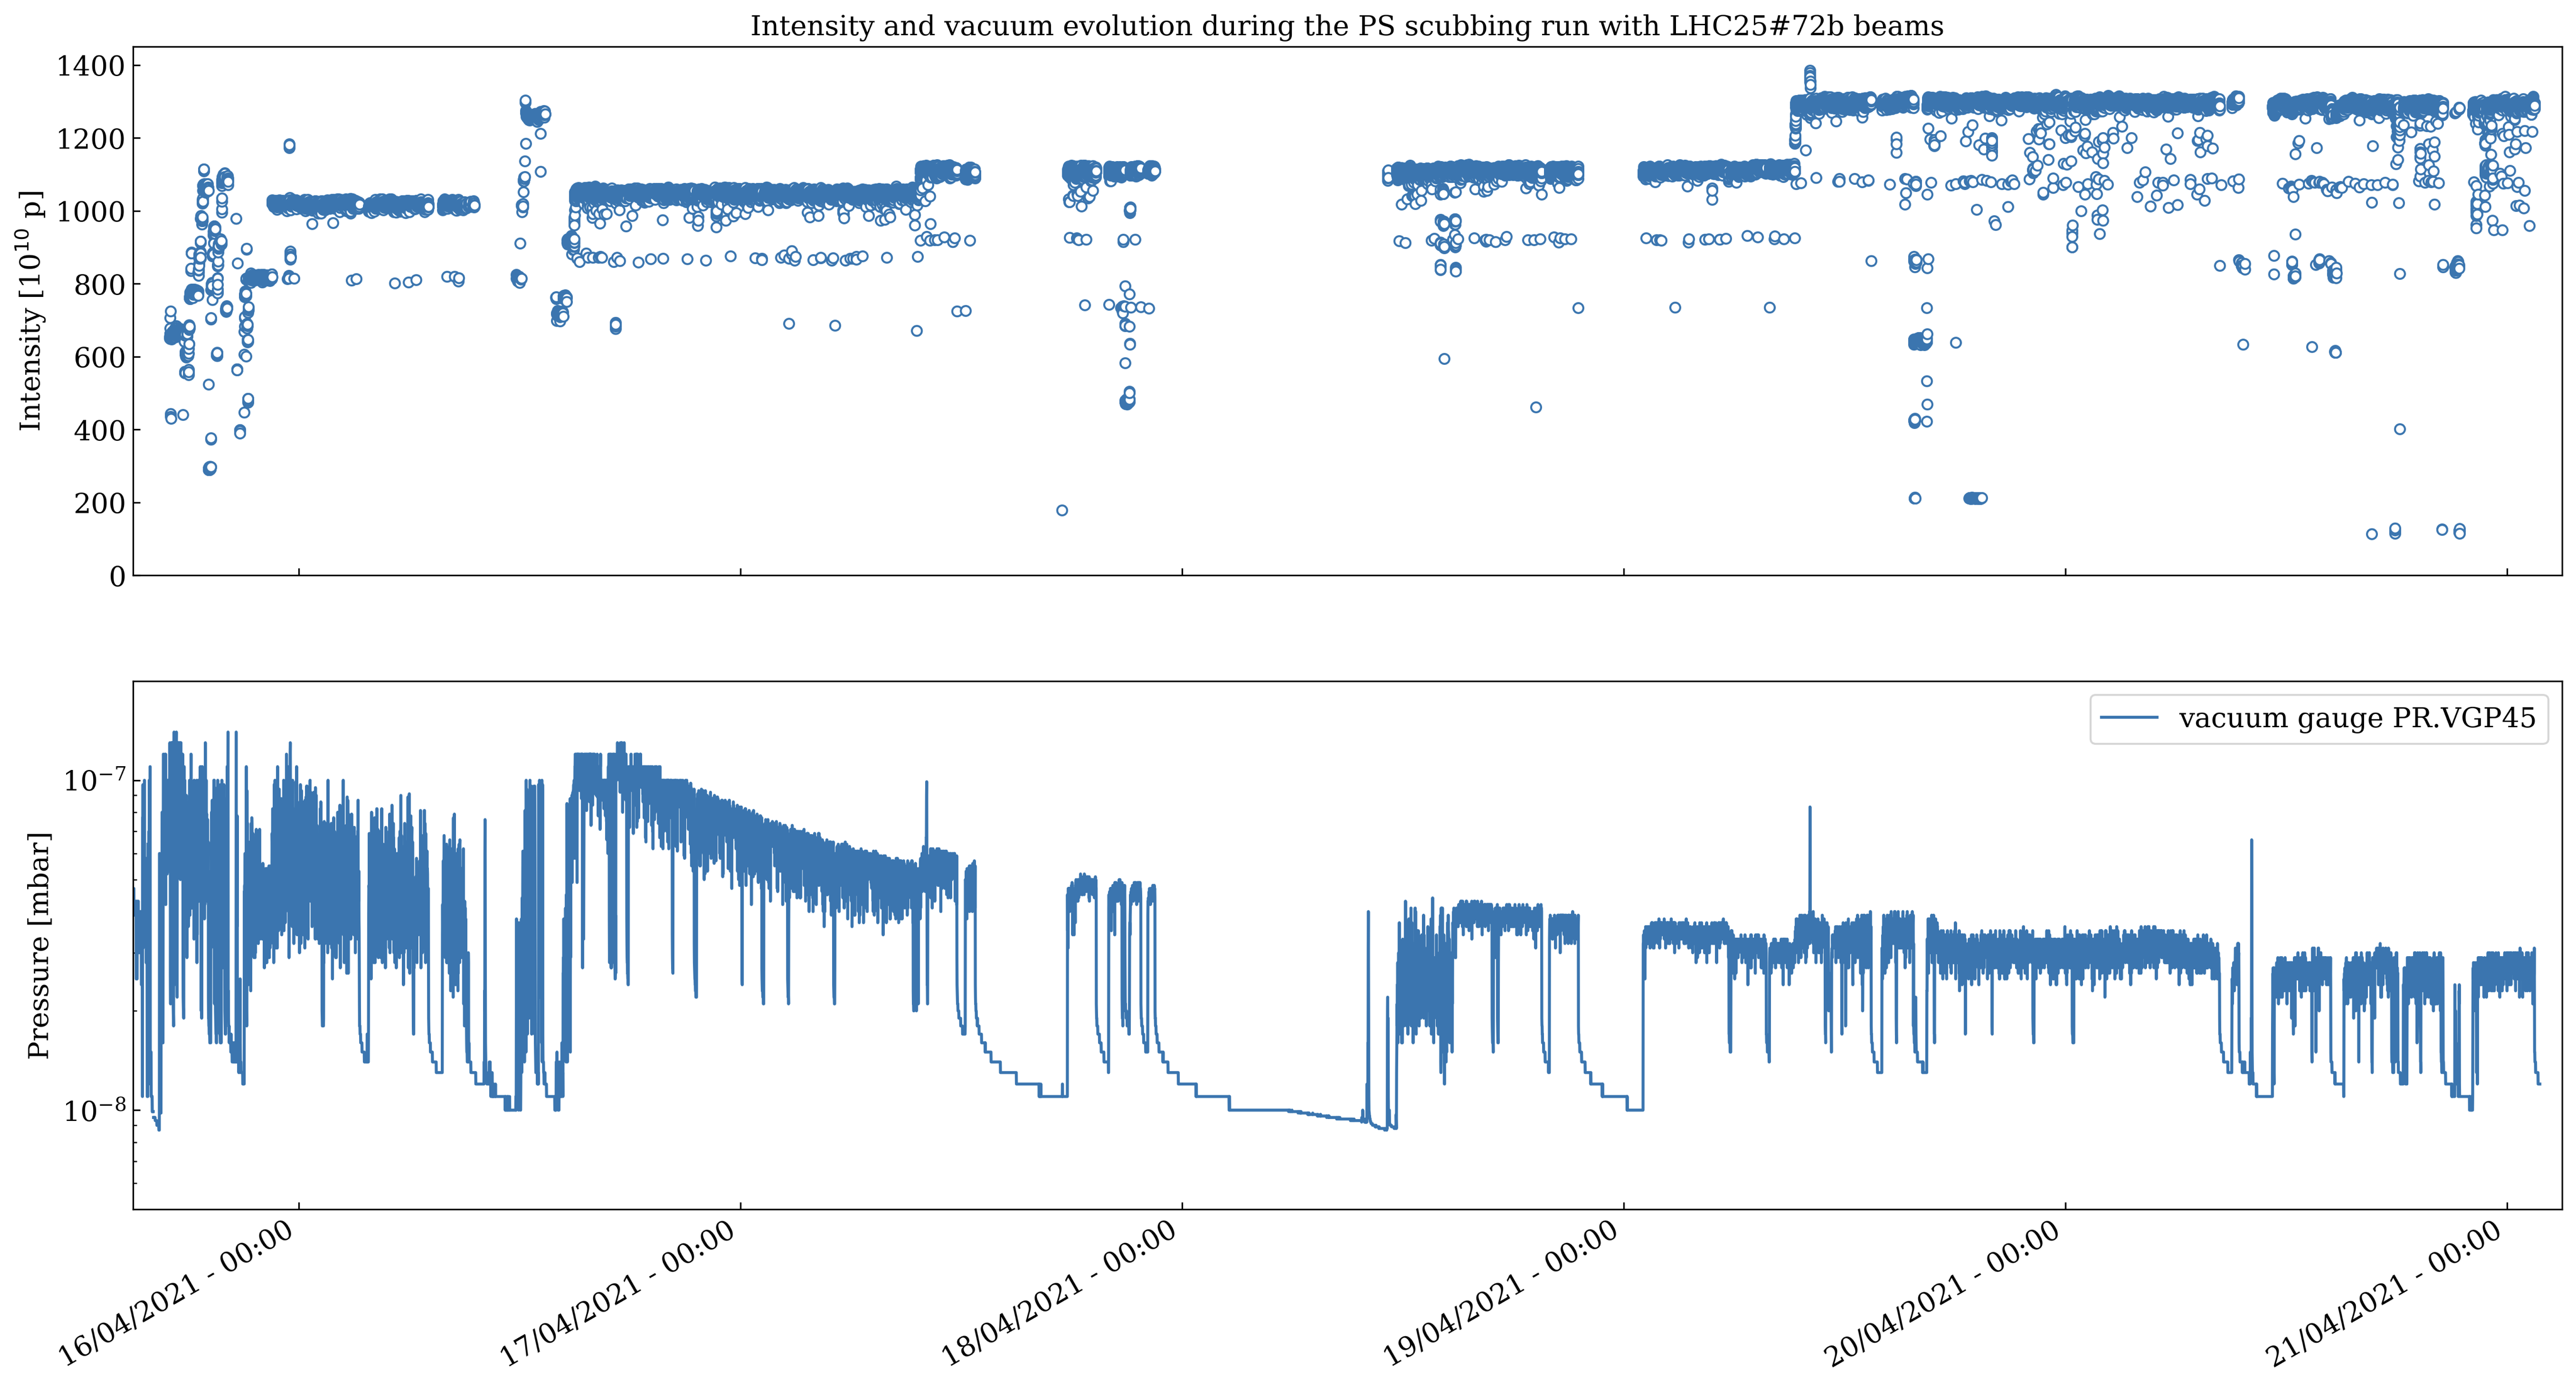 Intensity and vacuum evolution during the PS scubbing run with LHC25#72b beams
Intensity [10¹⁰ p]
1400
1200
1000
800
600
400
200
0
vacuum gauge PR.VGP45
Pressure [mbar]
10⁻⁷
10⁻⁸
16/04/2021 - 00:00
17/04/2021 - 00:00
18/04/2021 - 00:00
19/04/2021 - 00:00
20/04/2021 - 00:00
21/04/2021 - 00:00